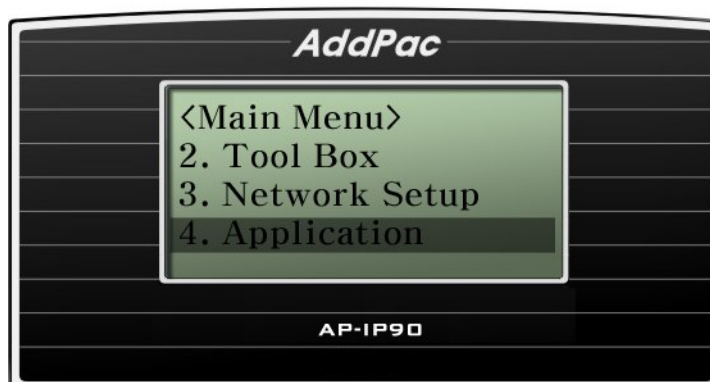 AddPac
<Main Menu>
2. Tool Box
3. Network Setup
4. Application
AP-IP90